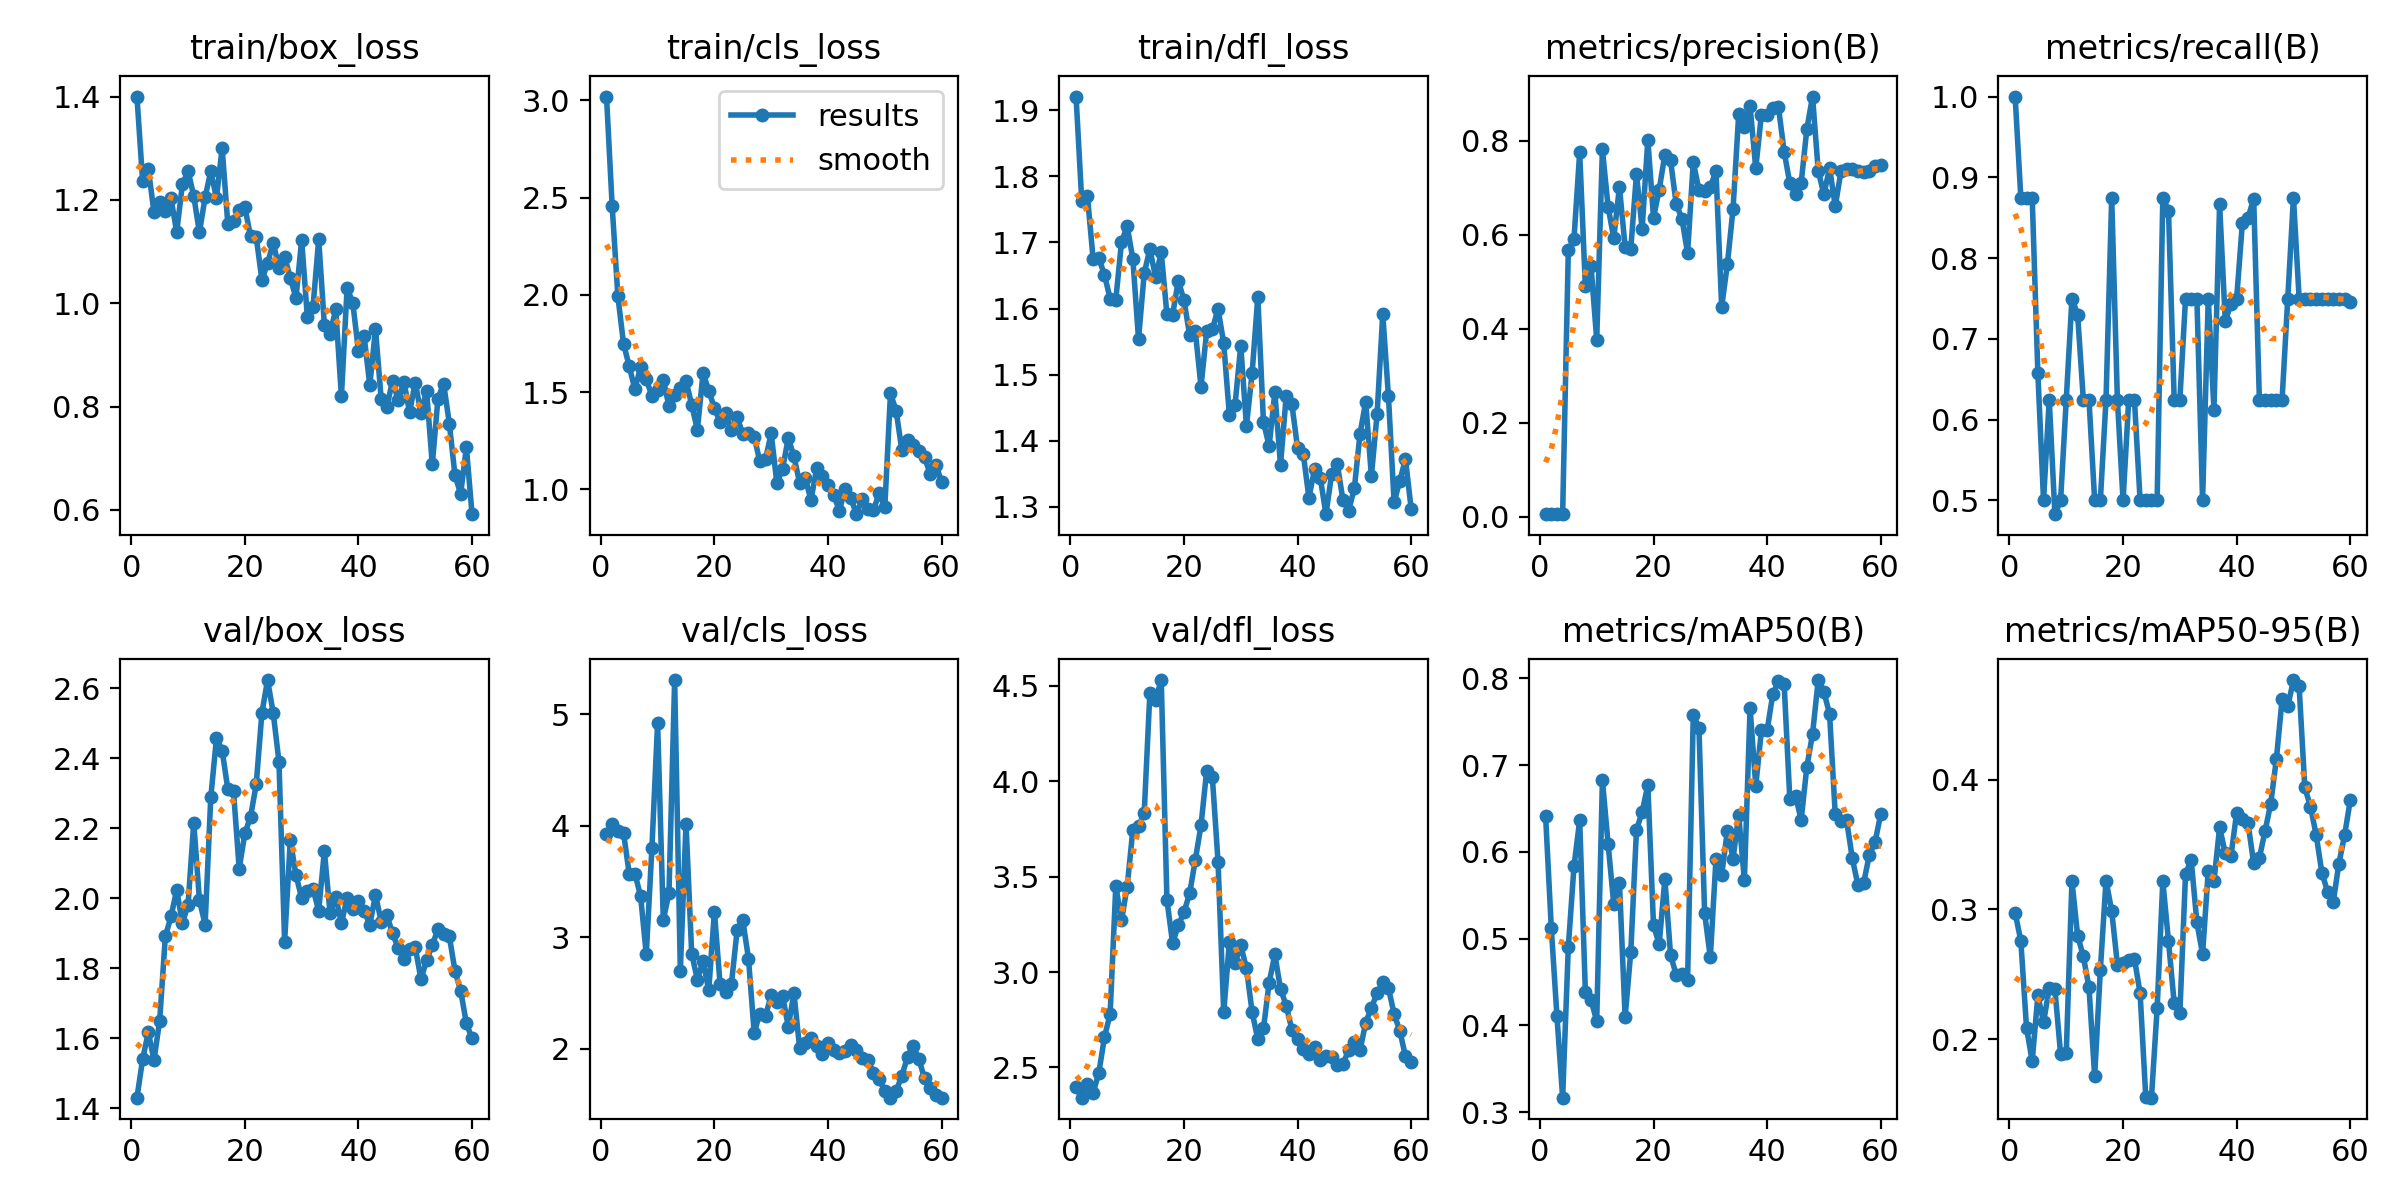 train/box_loss
train/cls_loss
train/dfl_loss
metrics/precision(B)
metrics/recall(B)
1.4
1.2
1.0
0.8
0.6
0 20 40 60
3.0
2.5
2.0
1.5
1.0
results
smooth
0 20 40 60
1.9
1.8
1.7
1.6
1.5
1.4
1.3
0 20 40 60
0.8
0.6
0.4
0.2
0.0
0 20 40 60
1.0
0.9
0.8
0.7
0.6
0.5
0 20 40 60
val/box_loss
val/cls_loss
val/dfl_loss
metrics/mAP50(B)
metrics/mAP50-95(B)
2.6
2.4
2.2
2.0
1.8
1.6
1.4
0 20 40 60
5
4
3
2
0 20 40 60
4.5
4.0
3.5
3.0
2.5
0 20 40 60
0.8
0.7
0.6
0.5
0.4
0.3
0 20 40 60
0.4
0.3
0.2
0 20 40 60